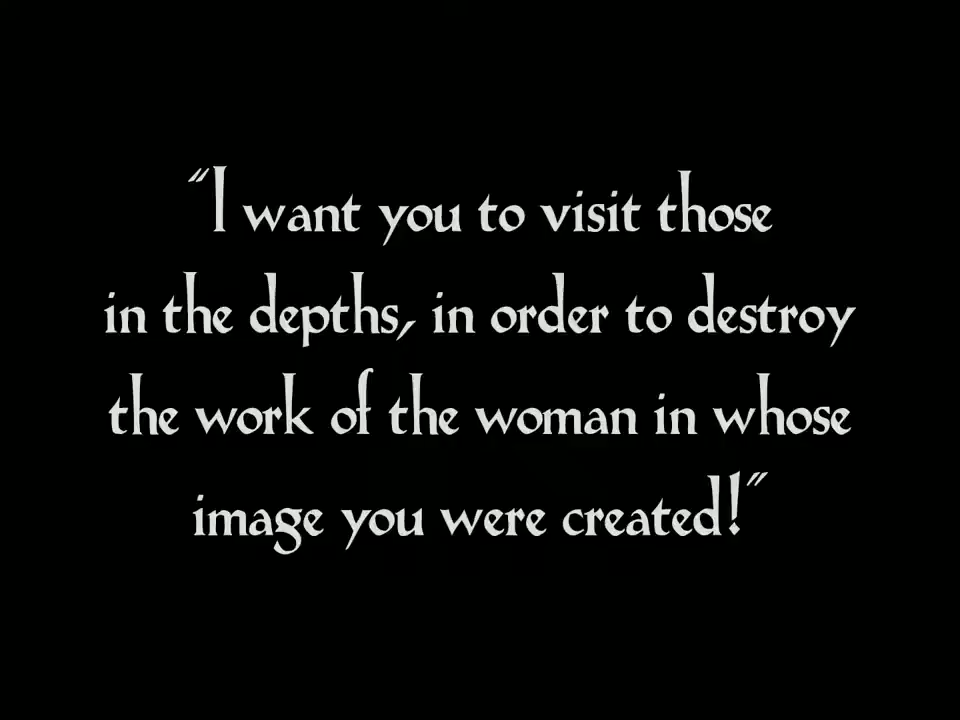 "I want you to visit those
in the depths, in order to destroy
the work of the woman in whose
image you were created!"